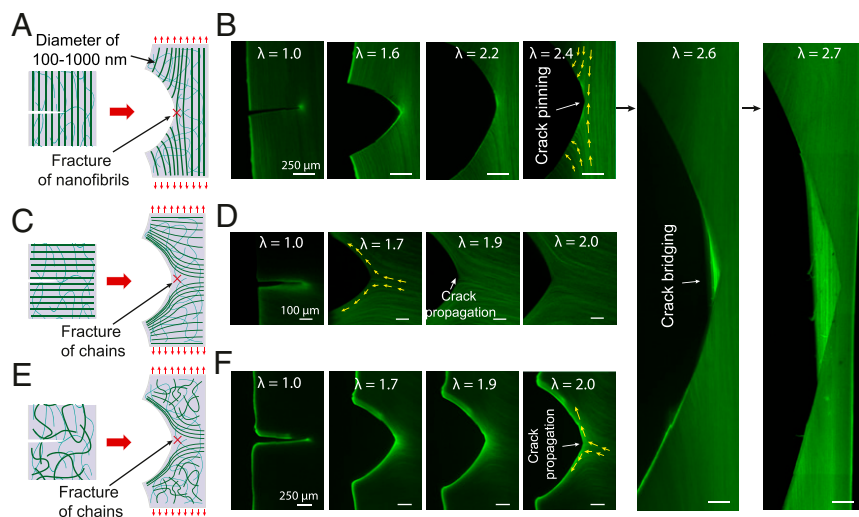 A
Diameter of
100-1000 nm
Fracture
of nanofibrils
B
λ = 1.0
250 µm
λ = 1.6
λ = 2.2
λ = 2.4
Crack pinning
λ = 2.6
Crack bridging
λ = 2.7
C
Fracture
of chains
D
λ = 1.0
100 µm
λ = 1.7
λ = 1.9
Crack
propagation
λ = 2.0
E
Fracture
of chains
F
λ = 1.0
250 µm
λ = 1.7
λ = 1.9
λ = 2.0
Crack
propagation